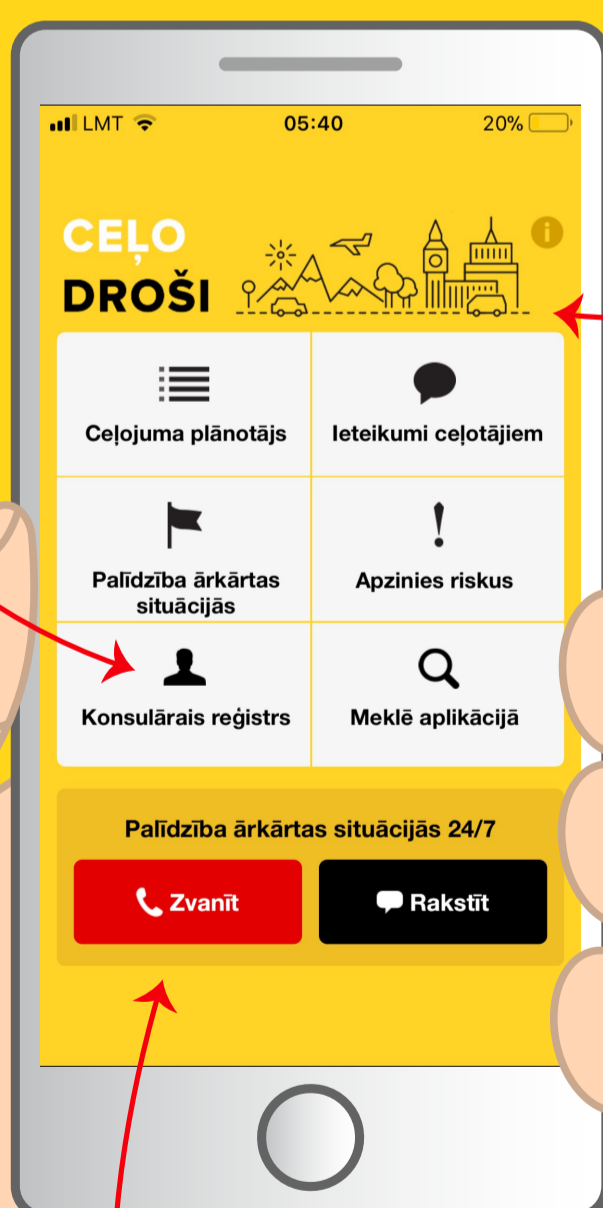 LMT 05:40 20%
CEĻO
DROŠI
i
Ceļojuma plānotājs
Ieteikumi ceļotājiem
Palīdzība ārkārtas
situācijās
Apzinies riskus
Konsulārais reģistrs
Meklē aplikācijā
Palīdzība ārkārtas situācijās 24/7
Zvanīt
Rakstīt